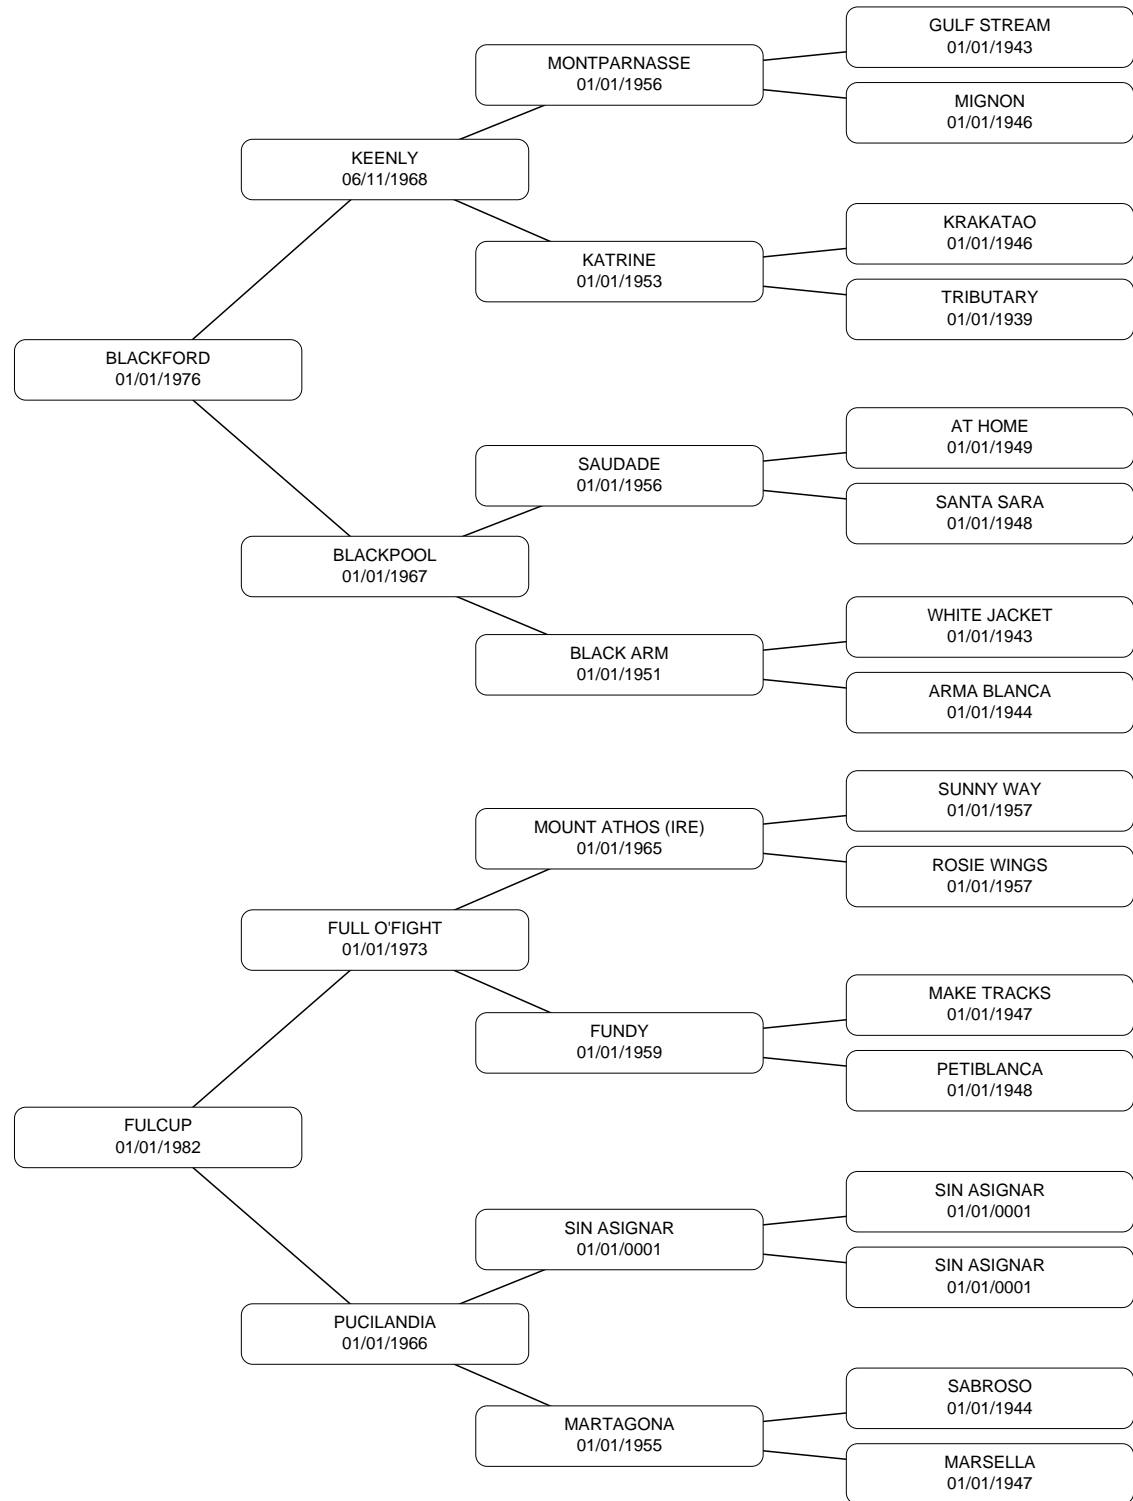 GULF STREAM
01/01/1943
MONTPARNASSE
01/01/1956
MIGNON
01/01/1946
KEENLY
06/11/1968
KRAKATAO
01/01/1946
KATRINE
01/01/1953
TRIBUTARY
01/01/1939
BLACKFORD
01/01/1976
AT HOME
01/01/1949
SAUDADE
01/01/1956
SANTA SARA
01/01/1948
BLACKPOOL
01/01/1967
WHITE JACKET
01/01/1943
BLACK ARM
01/01/1951
ARMA BLANCA
01/01/1944
SUNNY WAY
01/01/1957
MOUNT ATHOS (IRE)
01/01/1965
ROSIE WINGS
01/01/1957
FULL O'FIGHT
01/01/1973
MAKE TRACKS
01/01/1947
FUNDY
01/01/1959
PETIBLANCA
01/01/1948
FULCUP
01/01/1982
SIN ASIGNAR
01/01/0001
SIN ASIGNAR
01/01/0001
SIN ASIGNAR
01/01/0001
PUCILANDIA
01/01/1966
SABROSO
01/01/1944
MARTAGONA
01/01/1955
MARSELLA
01/01/1947